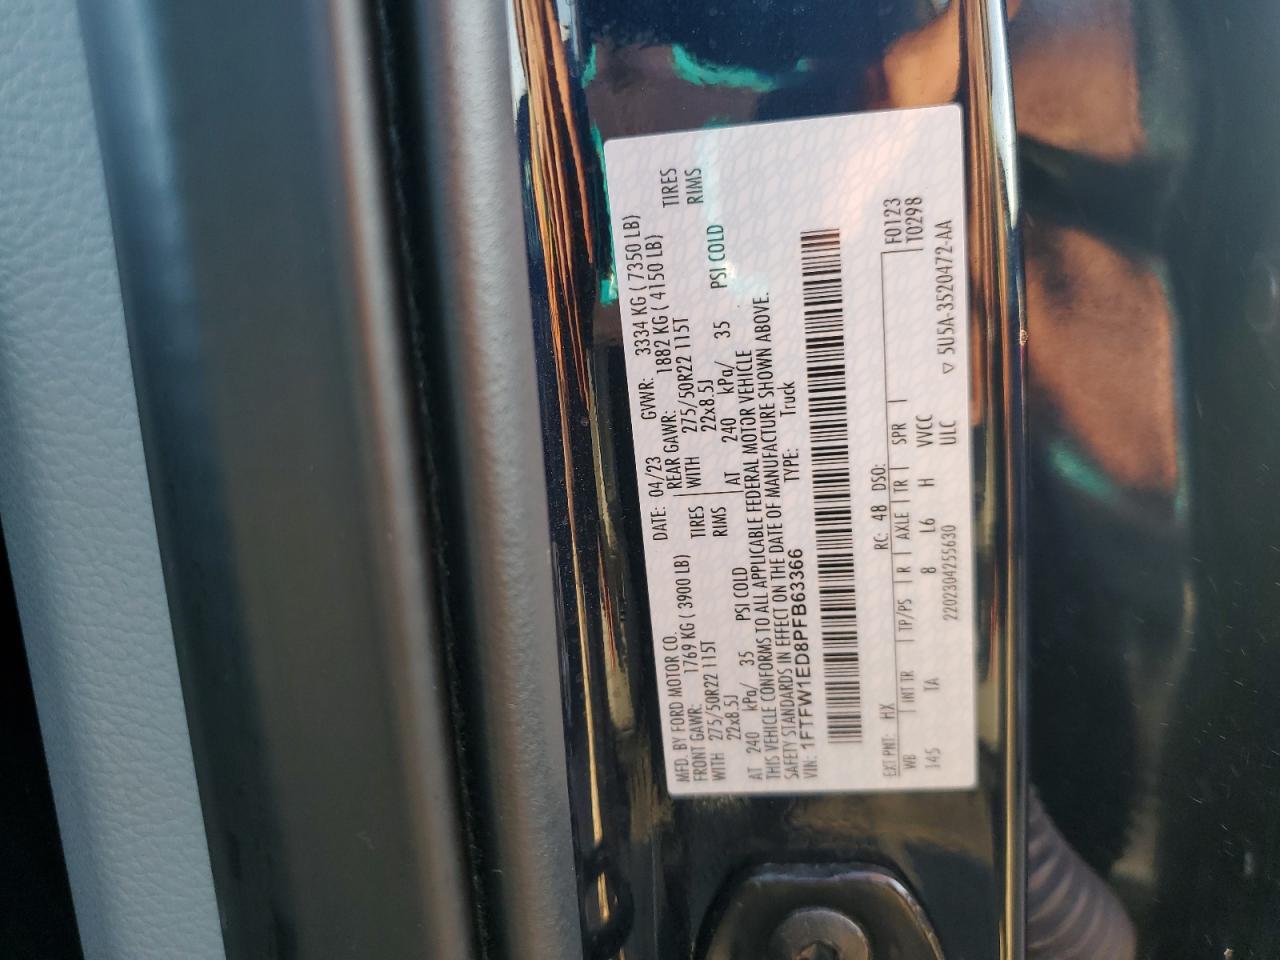 MFD. BY FORD MOTOR CO.
DATE: 04/23 GVWR: 3334 KG ( 7350 LB)
FRONT GAWR: 1769 KG ( 3900 LB) REAR GAWR: 1882 KG ( 4150 LB)
WITH 275/50R22 115T TIRES WITH 275/50R22 115T TIRES
22x8.5J RIMS 22x8.5J RIMS
AT 240 kPa/ 35 PSI COLD AT 240 kPa/ 35 PSI COLD
THIS VEHICLE CONFORMS TO ALL APPLICABLE FEDERAL MOTOR VEHICLE
SAFETY STANDARDS IN EFFECT ON THE DATE OF MANUFACTURE SHOWN ABOVE.
VIN: 1FTFW1ED8PFB63366 TYPE: Truck
EXT PNT: HX RC: 48 DSO: F0123
WB INT TR TP/PS R AXLE TR SPR T0298
145 TA 8 L6 H VVCC
2202304255630 ULC ▽ 5U5A-3520472-AA